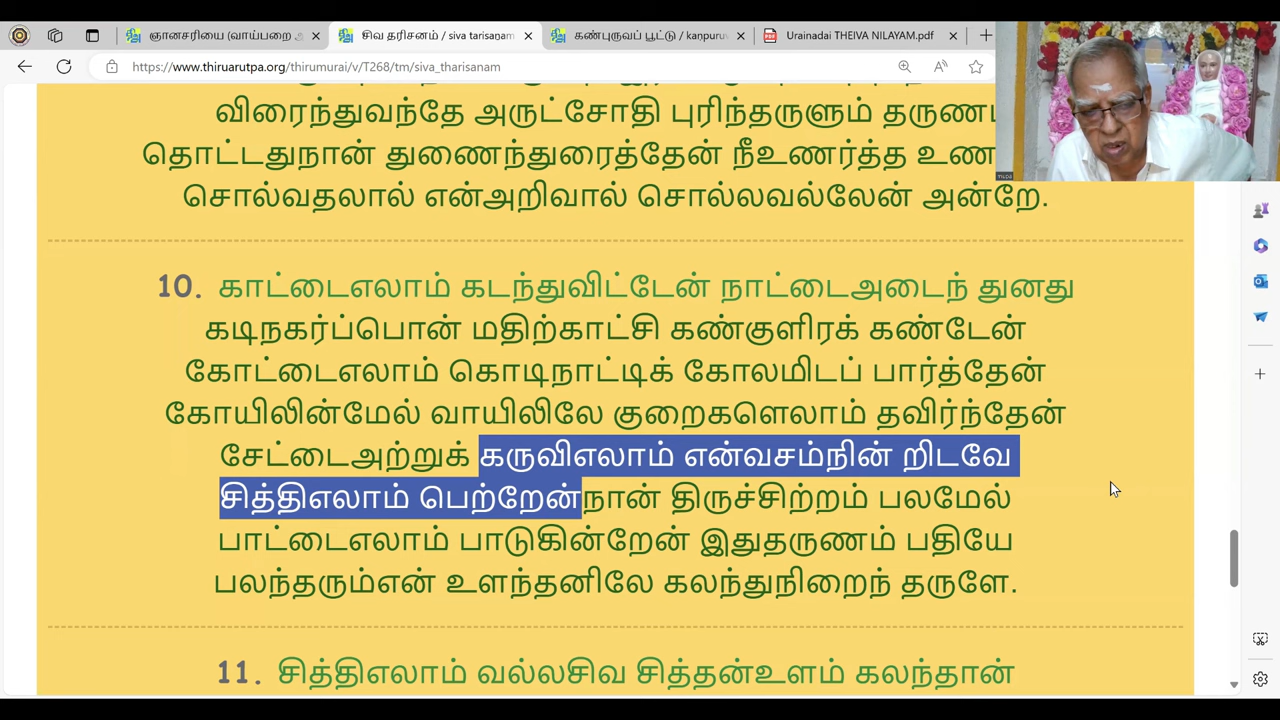 ஞானசரியை (வாய்பறை ஆ
சிவ தரிசனம் / siva tarisaṉam
கண்புருவப் பூட்டு / kaṇpuruv
Urainadai THEIVA NILAYAM.pdf
https://www.thiruarutpa.org/thirumurai/v/T268/tm/siva_tharisanam
விரைந்துவந்தே அருட்சோதி புரிந்தருளும் தருண
தொட்டதுநான் துணைந்துரைத்தேன் நீஉணர்த்த உண
சொல்வதலால் என்அறிவால் சொல்லவல்லேன் அன்றே.
10. காட்டைஎலாம் கடந்துவிட்டேன் நாட்டைஅடைந் துனது
கடிநகர்ப்பொன் மதிற்காட்சி கண்குளிரக் கண்டேன்
கோட்டைஎலாம் கொடிநாட்டிக் கோலமிடப் பார்த்தேன்
கோயிலின்மேல் வாயிலிலே குறைகளெலாம் தவிர்ந்தேன்
சேட்டைஅற்றுக் கருவிஎலாம் என்வசம்நின் றிடவே
சித்திஎலாம் பெற்றேன்நான் திருச்சிற்றம் பலமேல்
பாட்டைஎலாம் பாடுகின்றேன் இதுதருணம் பதியே
பலந்தரும்என் உளந்தனிலே கலந்துநிறைந் தருளே.
11. சித்திஎலாம் வல்லசிவ சித்தன்உளம் கலந்தான்